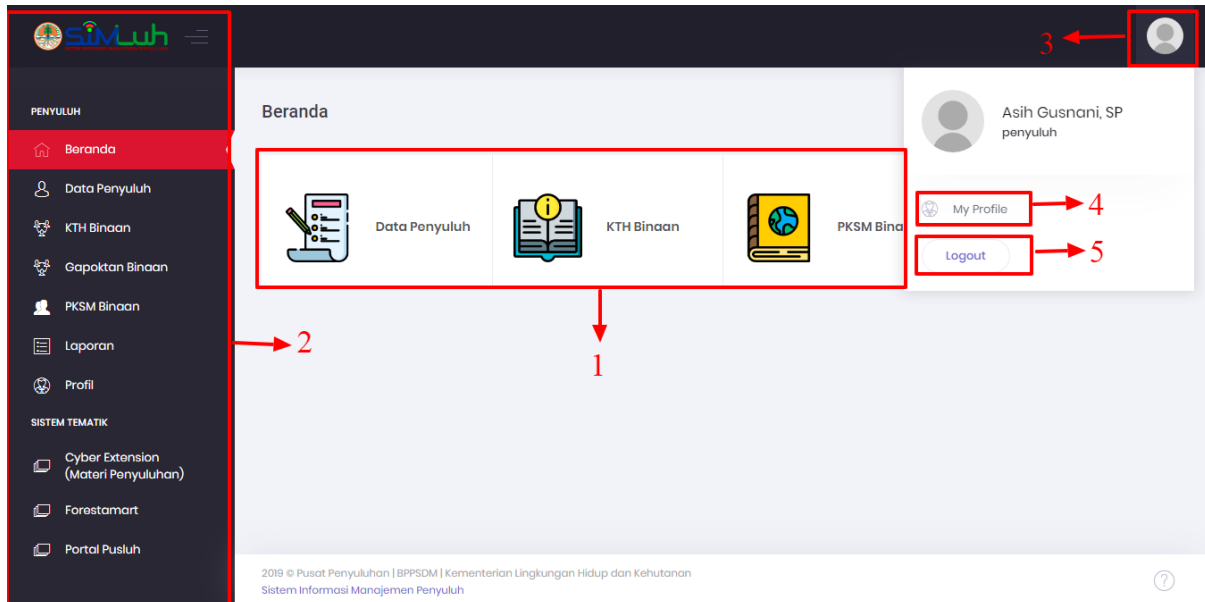 SiMLuh
3
PENYULUH
Beranda
Data Penyuluh
KTH Binaan
Gapoktan Binaan
PKSM Binaan
Laporan
Profil
SISTEM TEMATIK
Cyber Extension
(Materi Penyuluhan)
Forestamart
Portal Pusluh
2
Beranda
Data Penyuluh
KTH Binaan
PKSM Bina
1
Asih Gusnani, SP
penyuluh
My Profile
4
Logout
5
2019 © Pusat Penyuluhan | BPPSDM | Kementerian Lingkungan Hidup dan Kehutanan
Sistem Informasi Manajemen Penyuluh
?